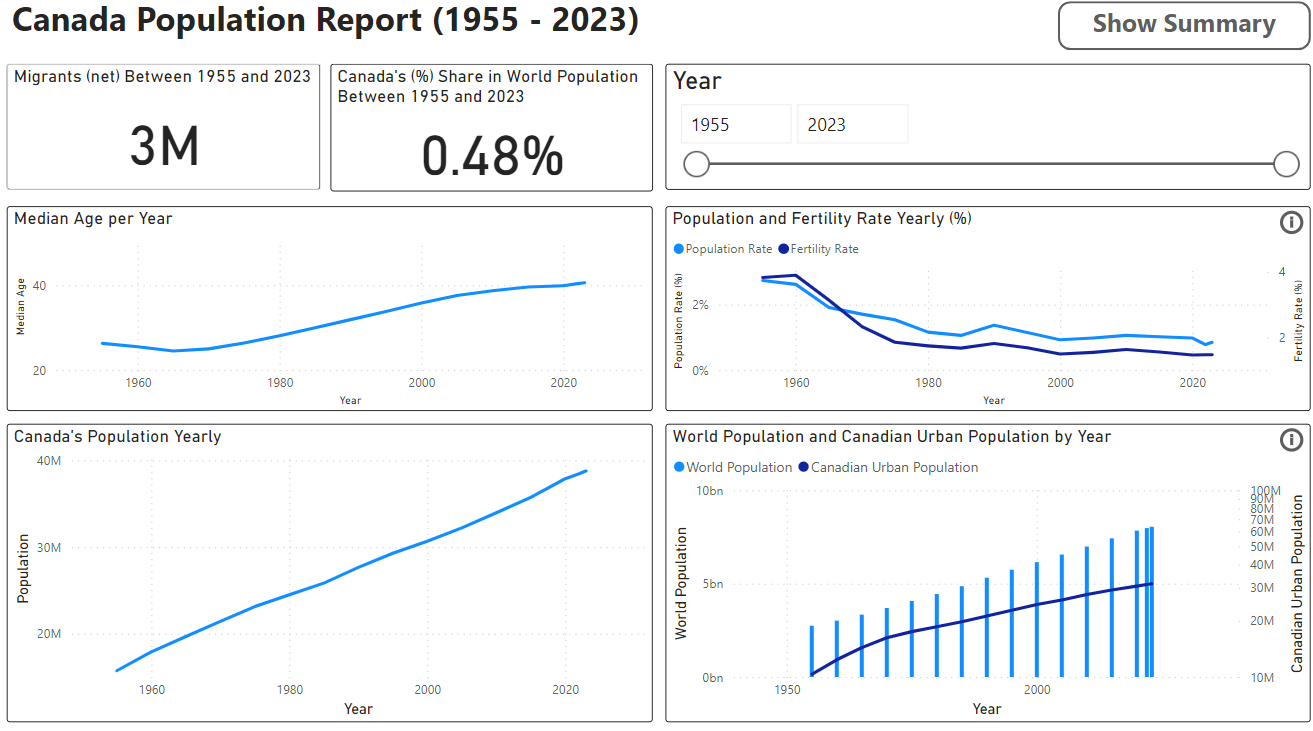 Canada Population Report (1955 - 2023)
Show Summary
Migrants (net) Between 1955 and 2023
3M
Canada's (%) Share in World Population
Between 1955 and 2023
0.48%
Year
1955
2023
Median Age per Year
Median Age
40
20
1960
1980
2000
2020
Year
Population and Fertility Rate Yearly (%)
Population Rate
Fertility Rate
Population Rate (%)
2%
0%
4
2
Fertility Rate (%)
1960
1980
2000
2020
Year
Canada's Population Yearly
Population
40M
30M
20M
1960
1980
2000
2020
Year
World Population and Canadian Urban Population by Year
World Population
Canadian Urban Population
World Population
10bn
5bn
0bn
100M
90M
80M
70M
60M
50M
40M
30M
20M
10M
Canadian Urban Population
1950
2000
Year